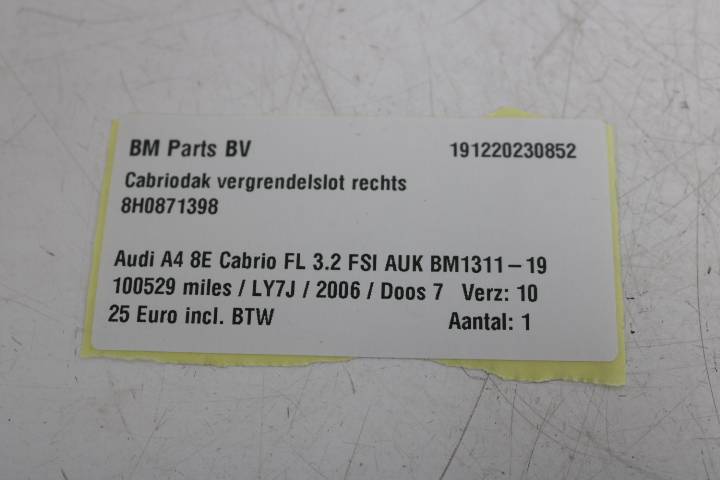 BM Parts BV 191220230852
Cabriodak vergrendelslot rechts
8H0871398
Audi A4 8E Cabrio FL 3.2 FSI AUK BM1311-19
100529 miles / LY7J / 2006 / Doos 7 Verz: 10
25 Euro incl. BTW Aantal: 1